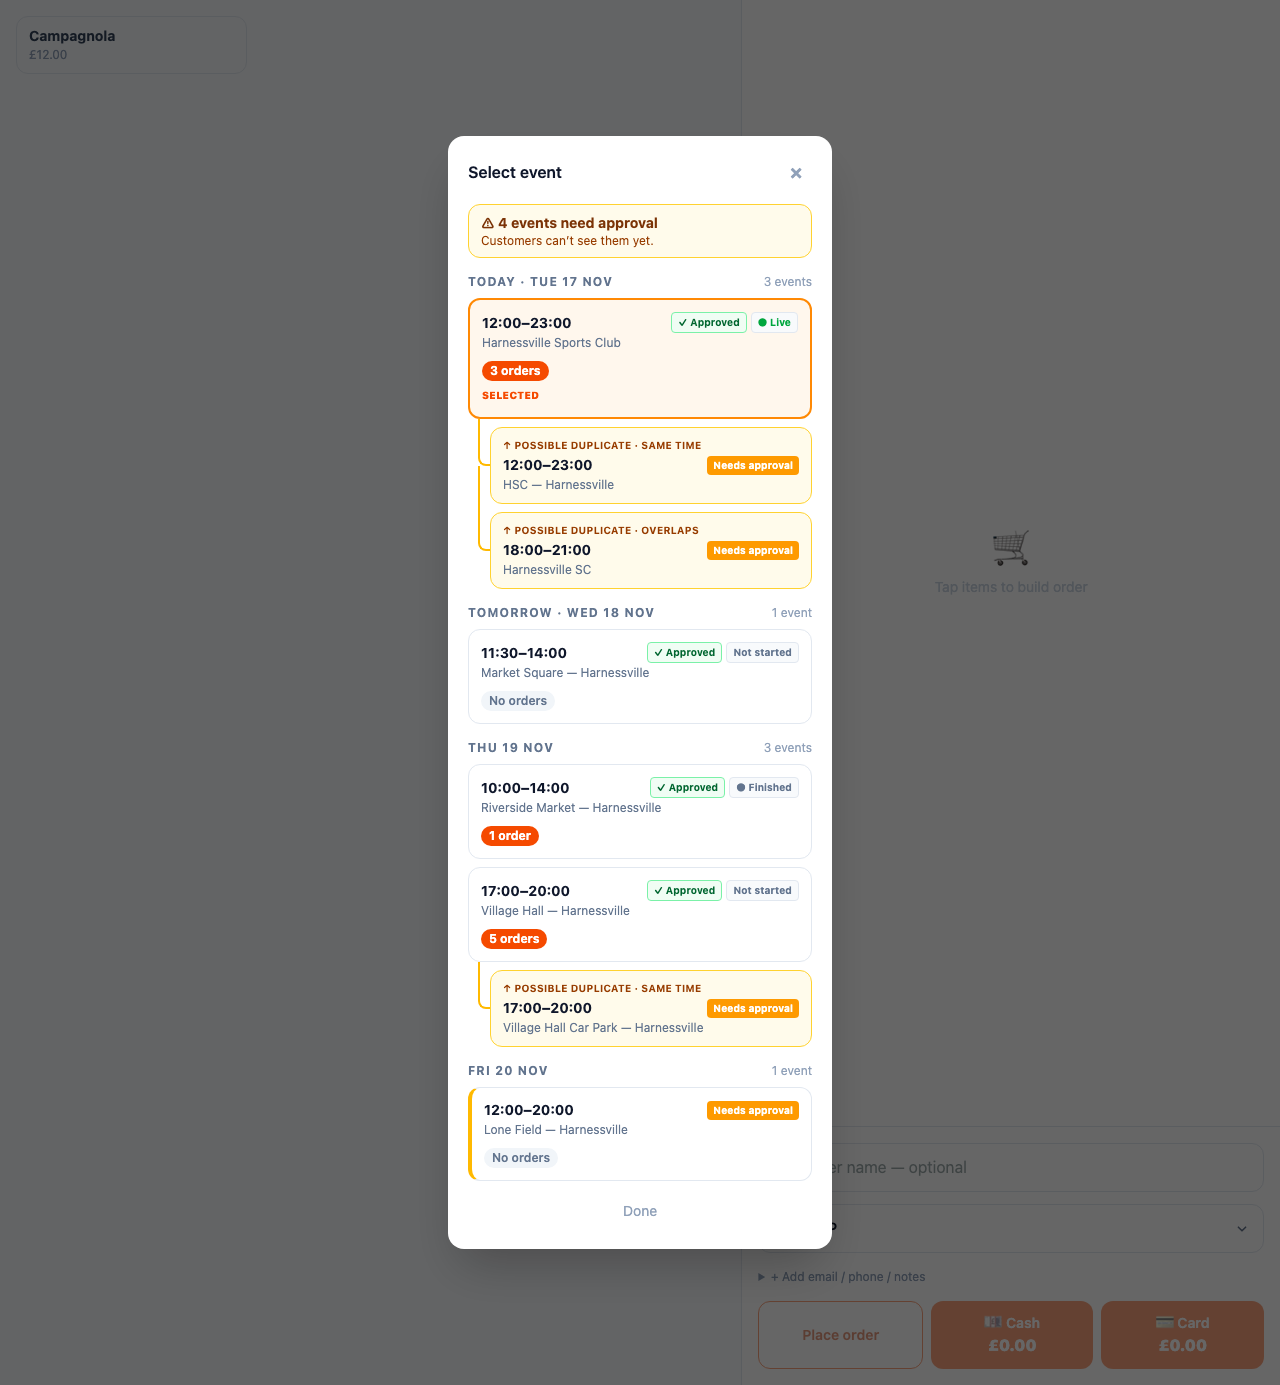 Campagnola
£12.00
Select event
×
⚠ 4 events need approval
Customers can't see them yet.
TODAY · TUE 17 NOV
3 events
12:00–23:00
✓ Approved
● Live
Harnessville Sports Club
3 orders
SELECTED
↑ POSSIBLE DUPLICATE · SAME TIME
12:00–23:00
Needs approval
HSC — Harnessville
↑ POSSIBLE DUPLICATE · OVERLAPS
18:00–21:00
Needs approval
Harnessville SC
TOMORROW · WED 18 NOV
1 event
11:30–14:00
✓ Approved
Not started
Market Square — Harnessville
No orders
THU 19 NOV
3 events
10:00–14:00
✓ Approved
● Finished
Riverside Market — Harnessville
1 order
17:00–20:00
✓ Approved
Not started
Village Hall — Harnessville
5 orders
↑ POSSIBLE DUPLICATE · SAME TIME
17:00–20:00
Needs approval
Village Hall Car Park — Harnessville
FRI 20 NOV
1 event
12:00–20:00
Needs approval
Lone Field — Harnessville
No orders
Done
Tap items to build order
name — optional
+ Add email / phone / notes
Place order
Cash
£0.00
Card
£0.00